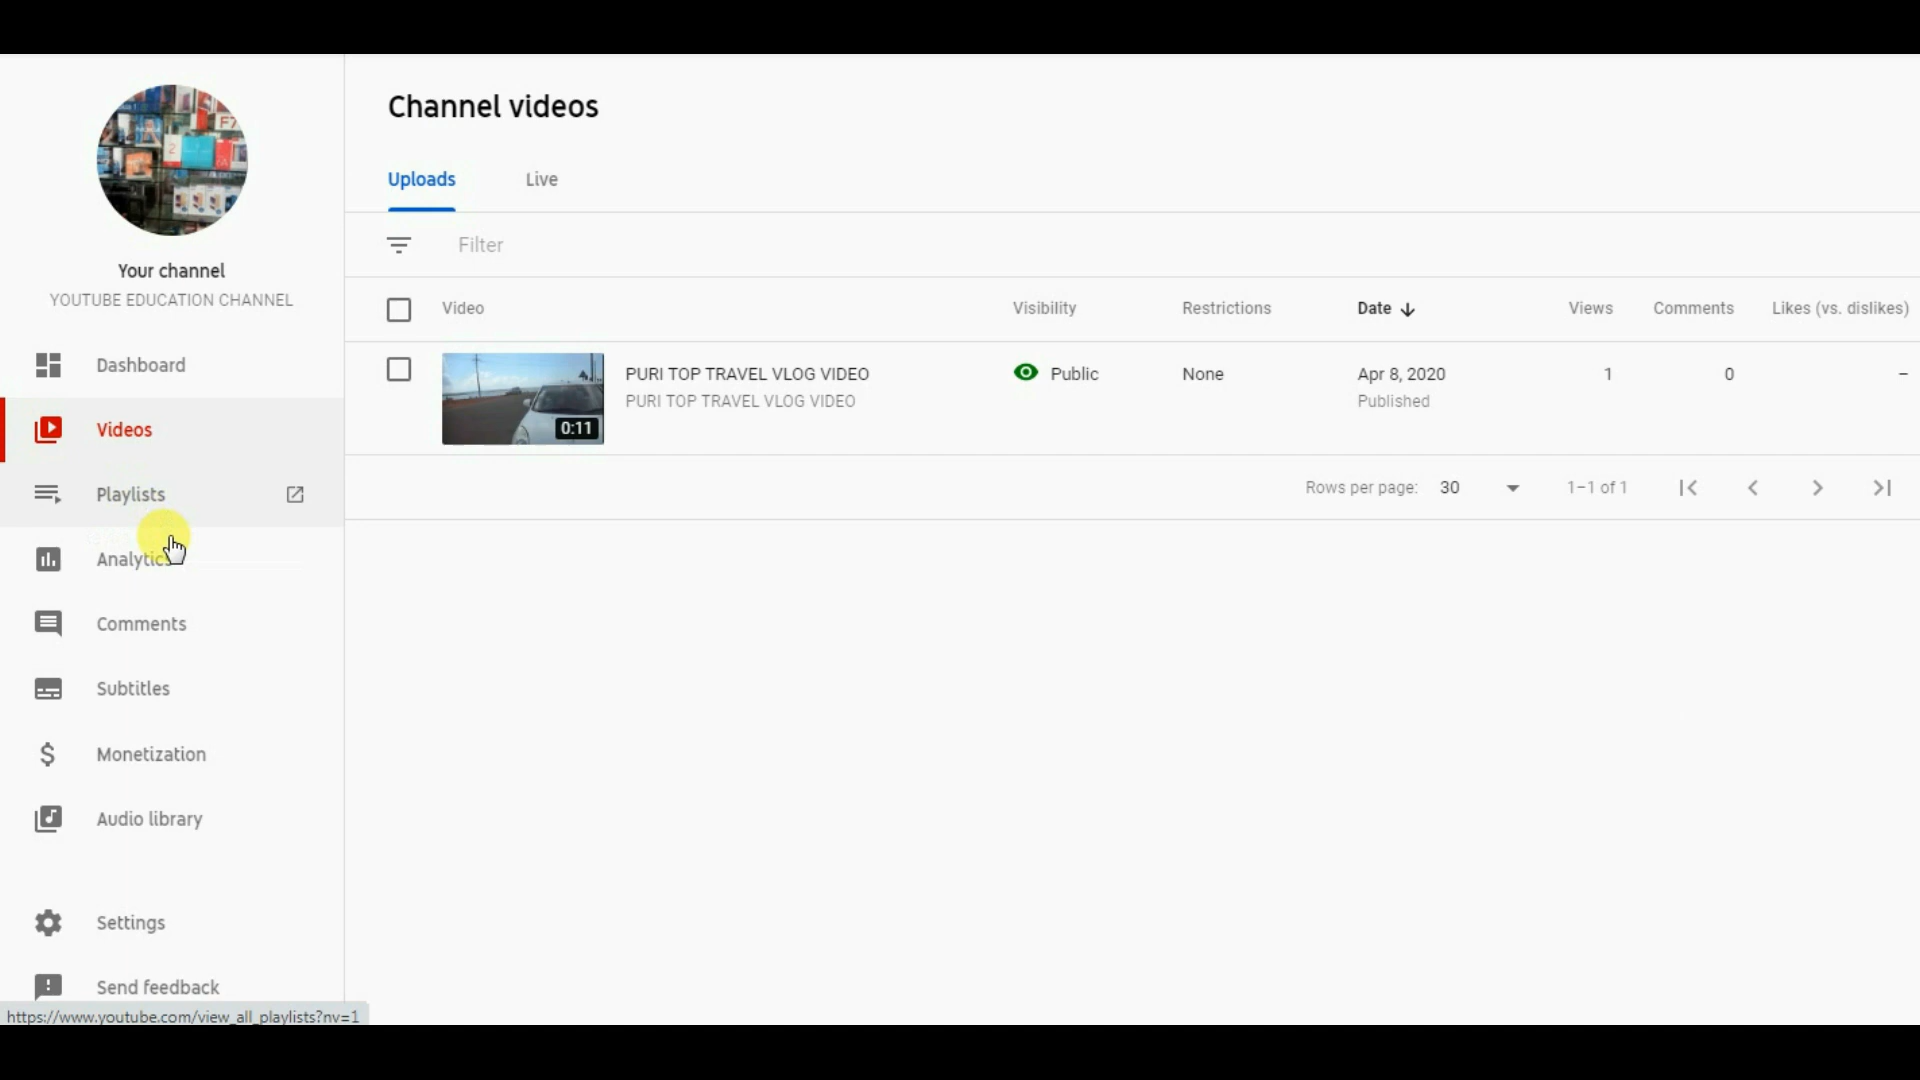 Your channel
YOUTUBE EDUCATION CHANNEL
Dashboard
Videos
Playlists
Analytics
Comments
Subtitles
Monetization
Audio library
Settings
Send feedback
https://www.youtube.com/view_all_playlists?nv=1
Channel videos
Uploads Live
Filter
Video Visibility Restrictions Date Views Comments Likes (vs. dislikes)
0:11
PURI TOP TRAVEL VLOG VIDEO Public None Apr 8, 2020 1 0 –
PURI TOP TRAVEL VLOG VIDEO Published
Rows per page: 30 1–1 of 1